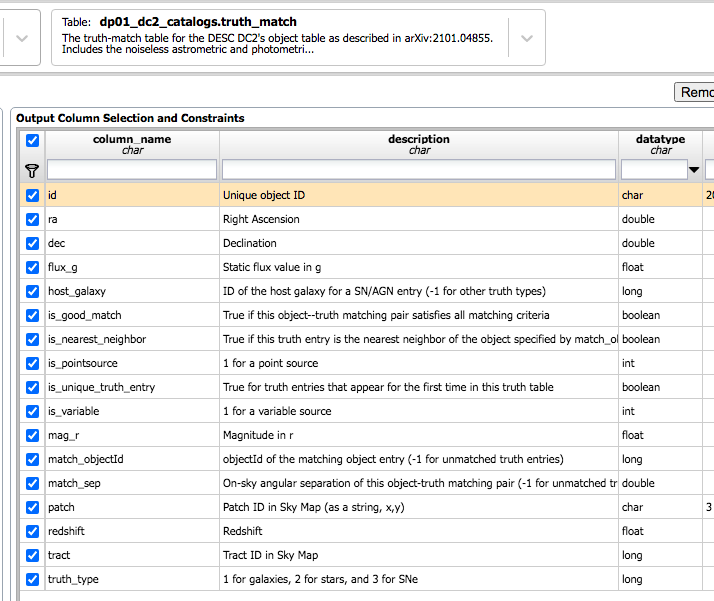 Table: dp01_dc2_catalogs.truth_match
The truth-match table for the DESC DC2's object table as described in arXiv:2101.04855.
Includes the noiseless astrometric and photometri...
Remo
Output Column Selection and Constraints
column_name description datatype
char char char
id Unique object ID char 20
ra Right Ascension double
dec Declination double
flux_g Static flux value in g float
host_galaxy ID of the host galaxy for a SN/AGN entry (-1 for other truth types) long
is_good_match True if this object--truth matching pair satisfies all matching criteria boolean
is_nearest_neighbor True if this truth entry is the nearest neighbor of the object specified by match_ol boolean
is_pointsource 1 for a point source int
is_unique_truth_entry True for truth entries that appear for the first time in this truth table boolean
is_variable 1 for a variable source int
mag_r Magnitude in r float
match_objectId objectId of the matching object entry (-1 for unmatched truth entries) long
match_sep On-sky angular separation of this object-truth matching pair (-1 for unmatched tr double
patch Patch ID in Sky Map (as a string, x,y) char 3
redshift Redshift float
tract Tract ID in Sky Map long
truth_type 1 for galaxies, 2 for stars, and 3 for SNe long